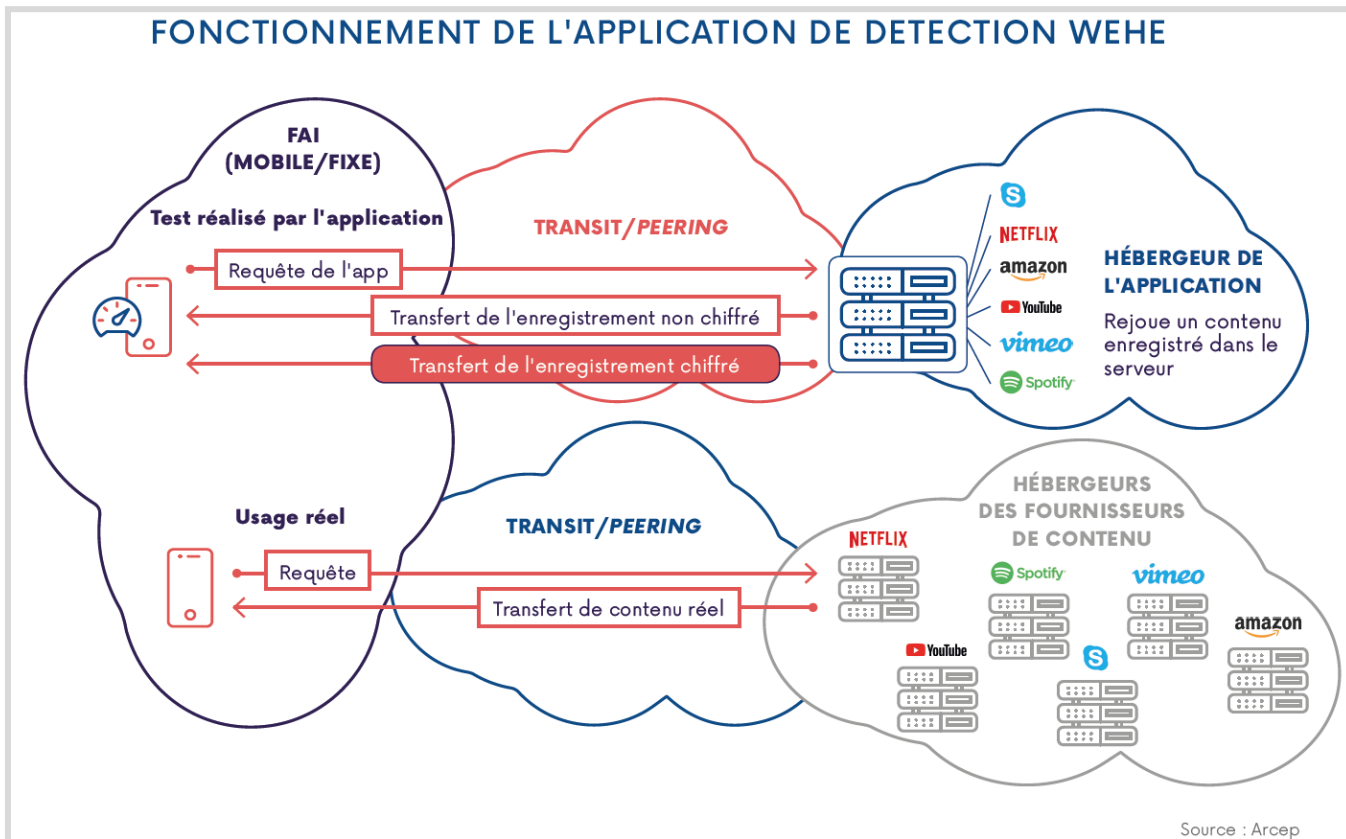 FONCTIONNEMENT DE L'APPLICATION DE DETECTION WEHE
FAI
(MOBILE/FIXE)
Test réalisé par l'application
Requête de l'app
Transfert de l'enregistrement non chiffré
Transfert de l'enregistrement chiffré
TRANSIT/PEERING
S
NETFLIX
amazon
YouTube
vimeo
Spotify
HÉBERGEUR DE
L'APPLICATION
Rejoue un contenu
enregistré dans le
serveur
Usage réel
Requête
Transfert de contenu réel
TRANSIT/PEERING
HÉBERGEURS
DES FOURNISSEURS
DE CONTENU
NETFLIX
Spotify
vimeo
amazon
YouTube
S
Source : Arcep